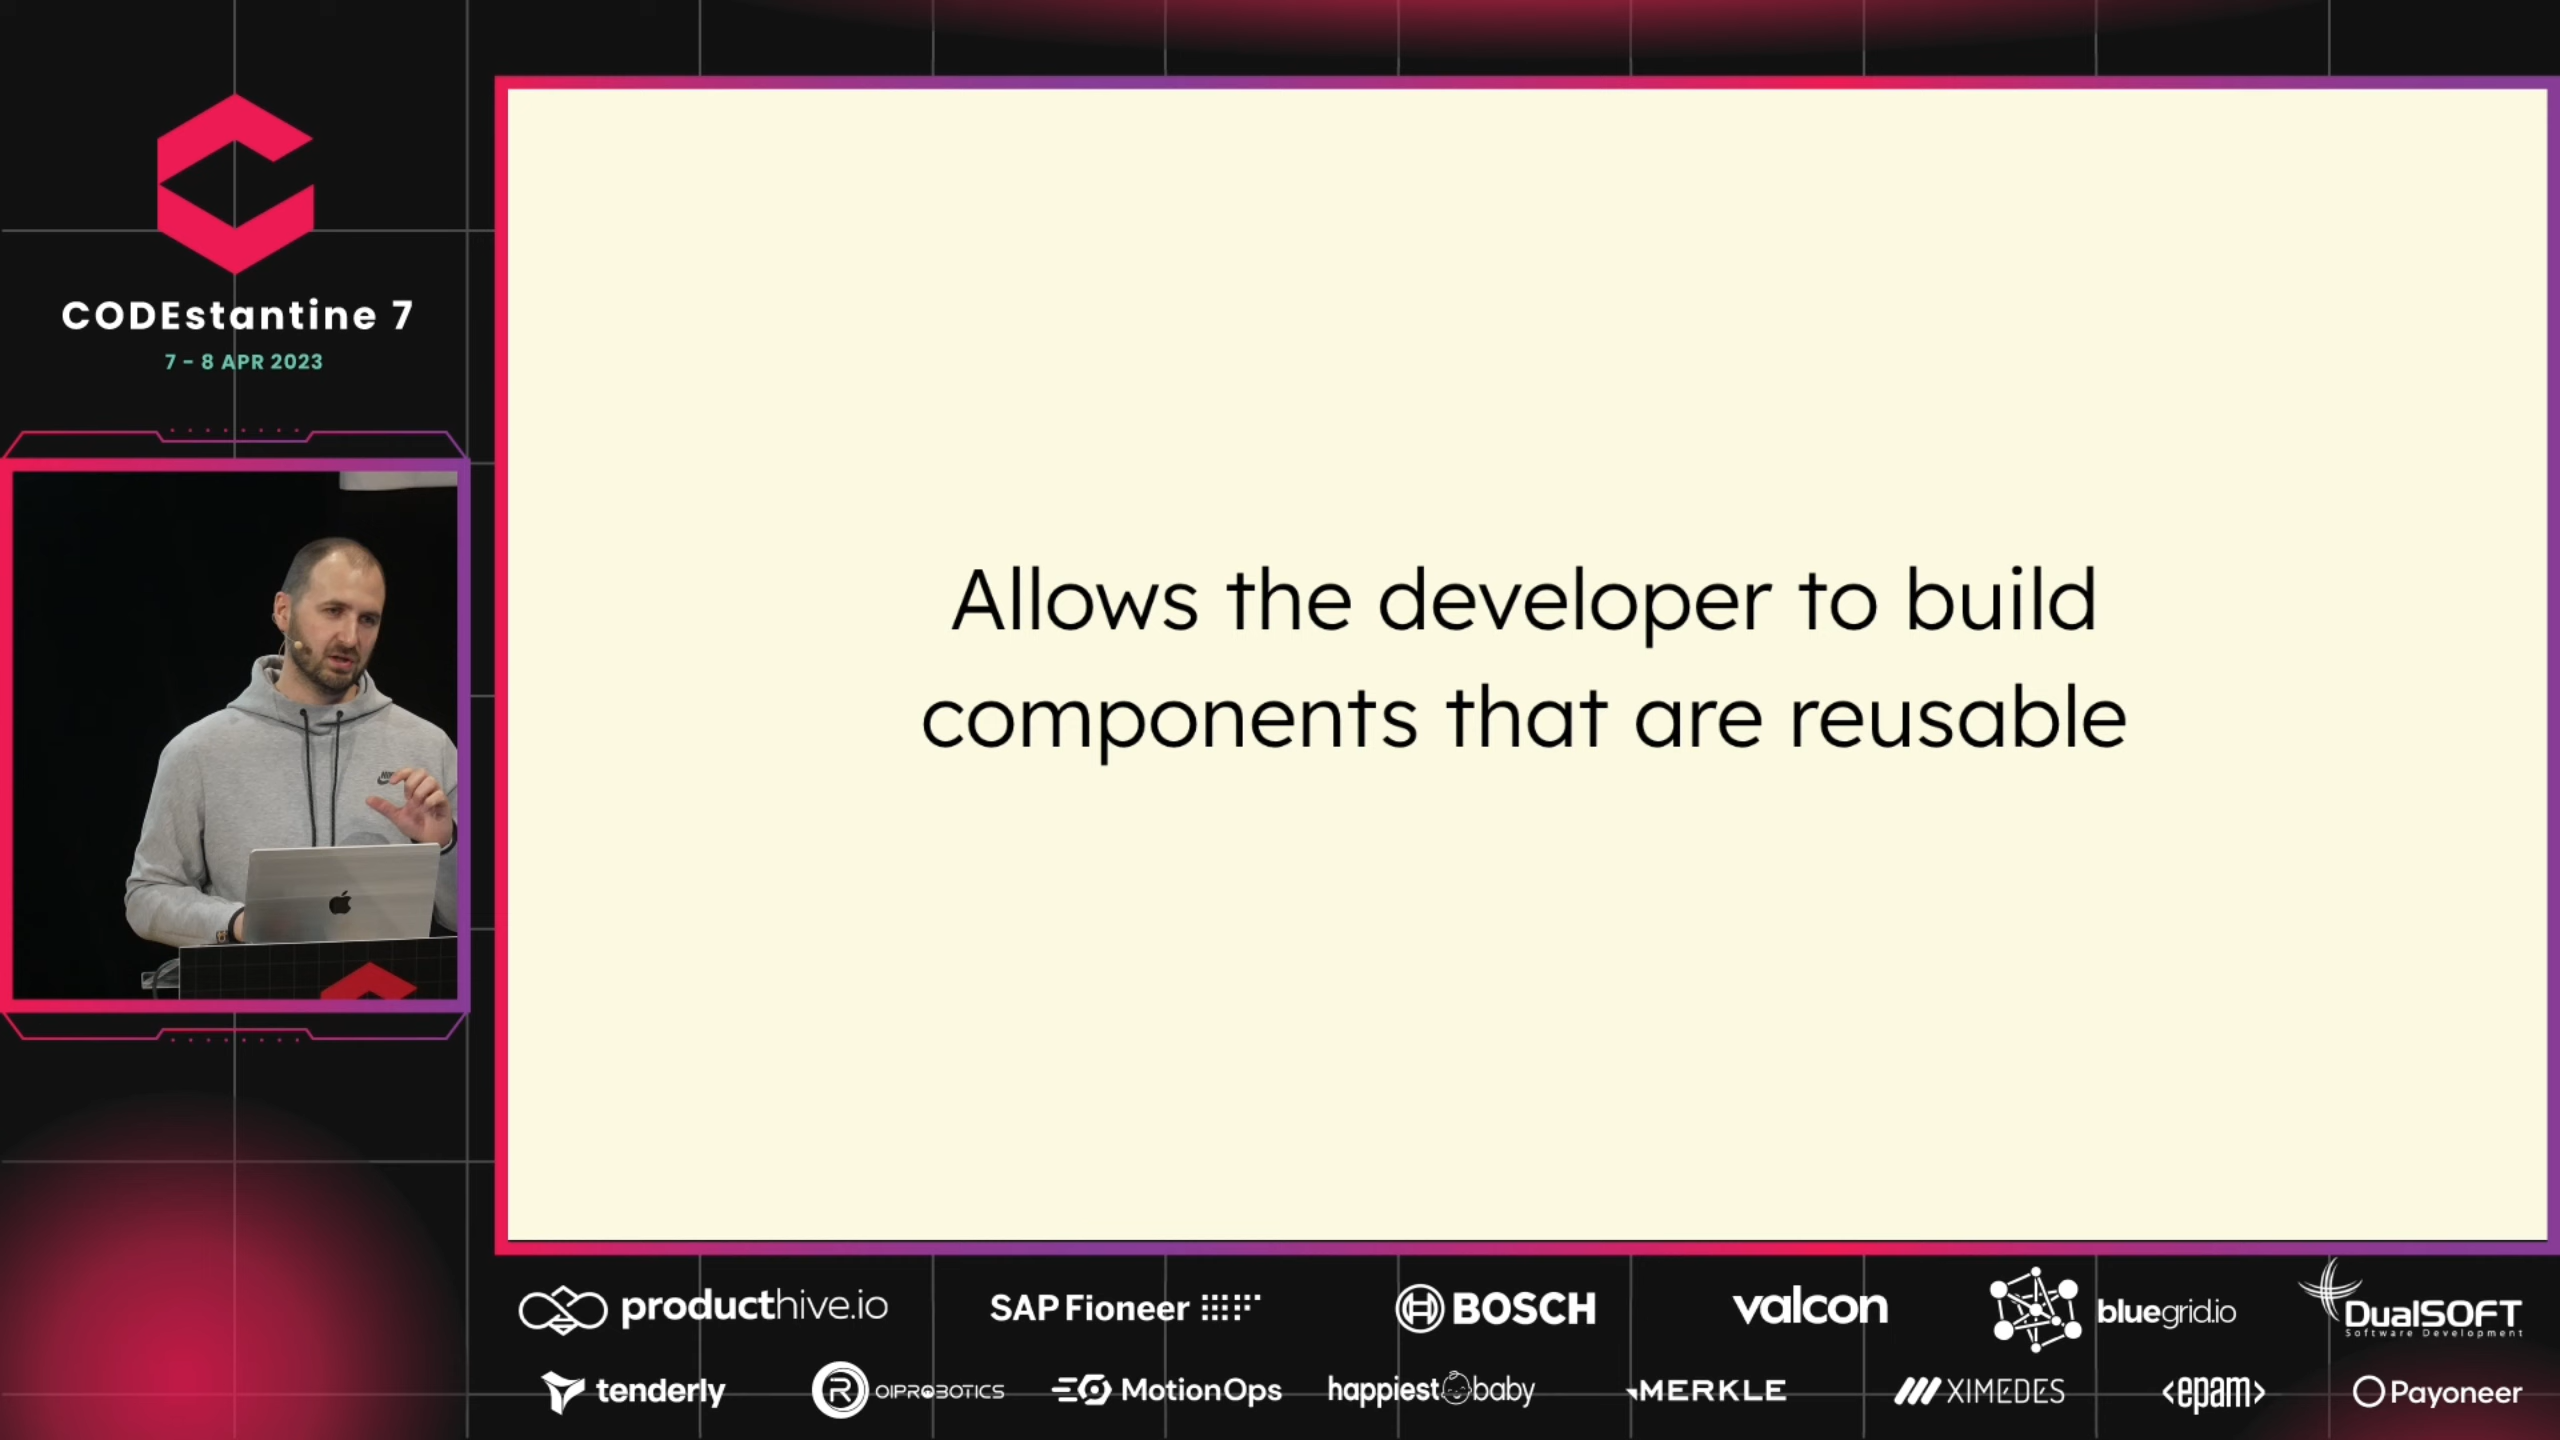 CODEstantine 7
7 - 8 APR 2023
Allows the developer to build
components that are reusable
producthive.io
SAP Fioneer
BOSCH
valcon
bluegrid.io
DualSOFT
Software Development
tenderly
R
OIPROBOTICS
MotionOps
happiest baby
MERKLE
XIMEDES
<epam>
Payoneer